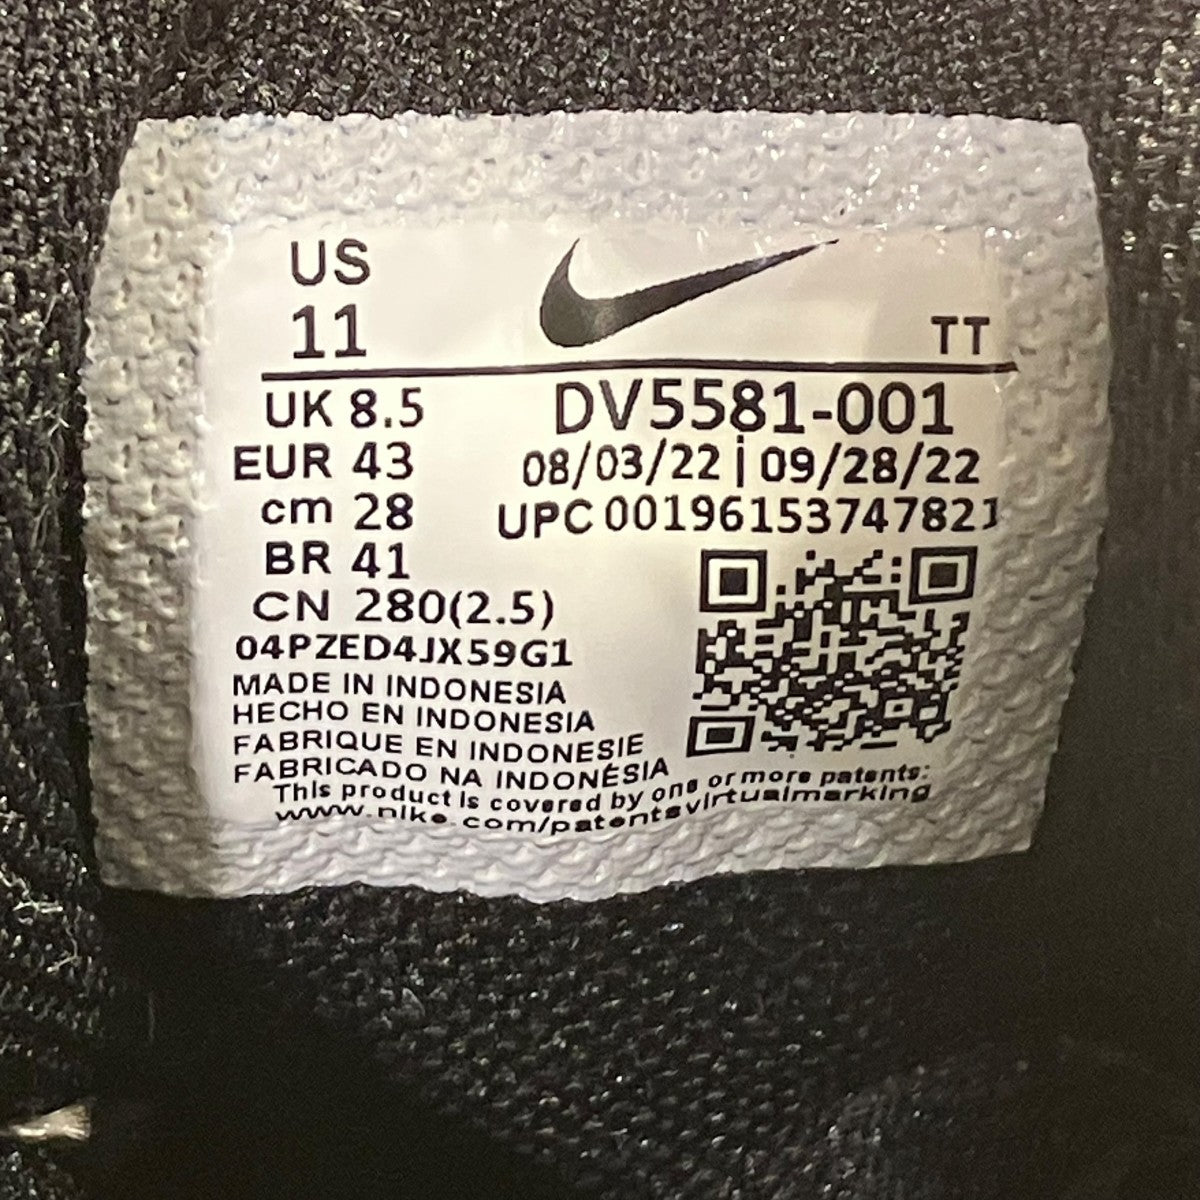 US
11
TT
UK 8.5
DV5581-001
EUR 43
08/03/22 | 09/28/22
cm 28
UPC 00196153747821
BR 41
CN 280(2.5)
04PZED4JX59G1
MADE IN INDONESIA
HECHO EN INDONESIA
FABRIQUE EN INDONESIE
FABRICADO NA INDONÉSIA
This product is covered by one or more patents:
www.nike.com/patentsvirtualmarking